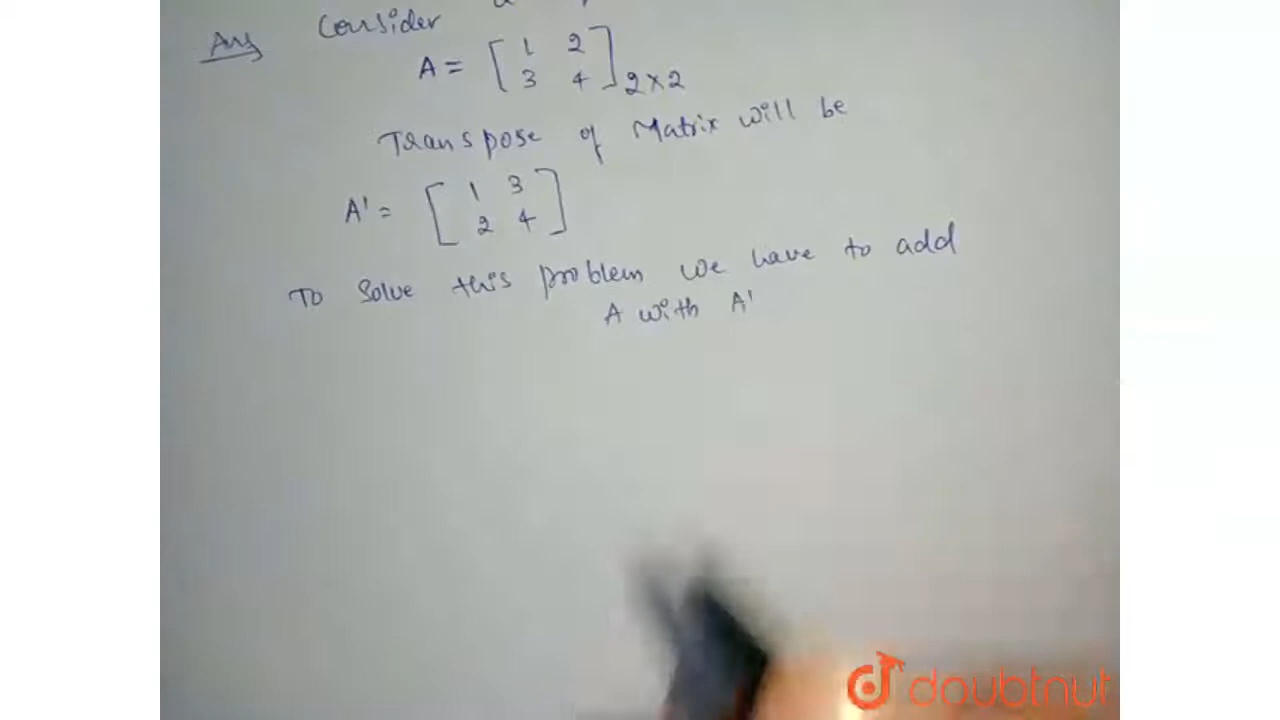 Ans Consider a
A = [ 1 2
3 4 ] 2×2
Transpose of Matrix will be
A' = [ 1 3
2 4 ]
To solve this problem we have to add
A with A'
doubtnut